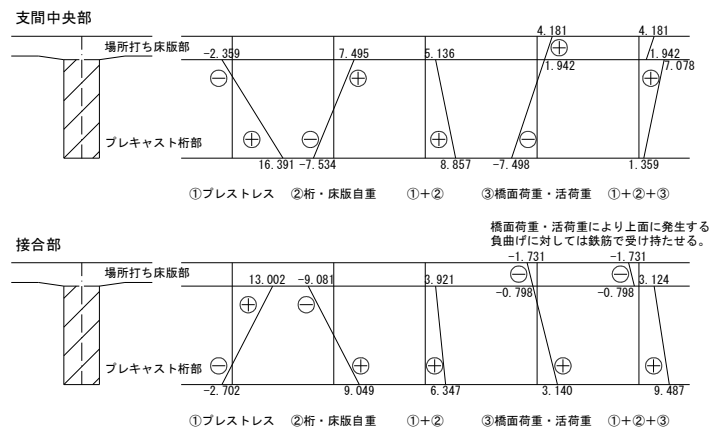 支間中央部
4.181 4.181
場所打ち床版部
-2.359 7.495 5.136 1.942 1.942
7.078
⊖ ⊕ ⊕ ⊕
プレキャスト桁部
⊕ ⊖ ⊕ ⊖
16.391 -7.534 8.857 -7.498 1.359
①プレストレス ②桁・床版自重 ①+② ③橋面荷重・活荷重 ①+②+③
橋面荷重・活荷重により上面に発生する
負曲げに対しては鉄筋で受け持たせる。
接合部
-1.731 -1.731
場所打ち床版部
13.002 -9.081 3.921 -0.798 -0.798 3.124
⊕ ⊖ ⊖ ⊖
プレキャスト桁部
⊖ ⊕ ⊕ ⊕ ⊕
-2.702 9.049 6.347 3.140 9.487
①プレストレス ②桁・床版自重 ①+② ③橋面荷重・活荷重 ①+②+③